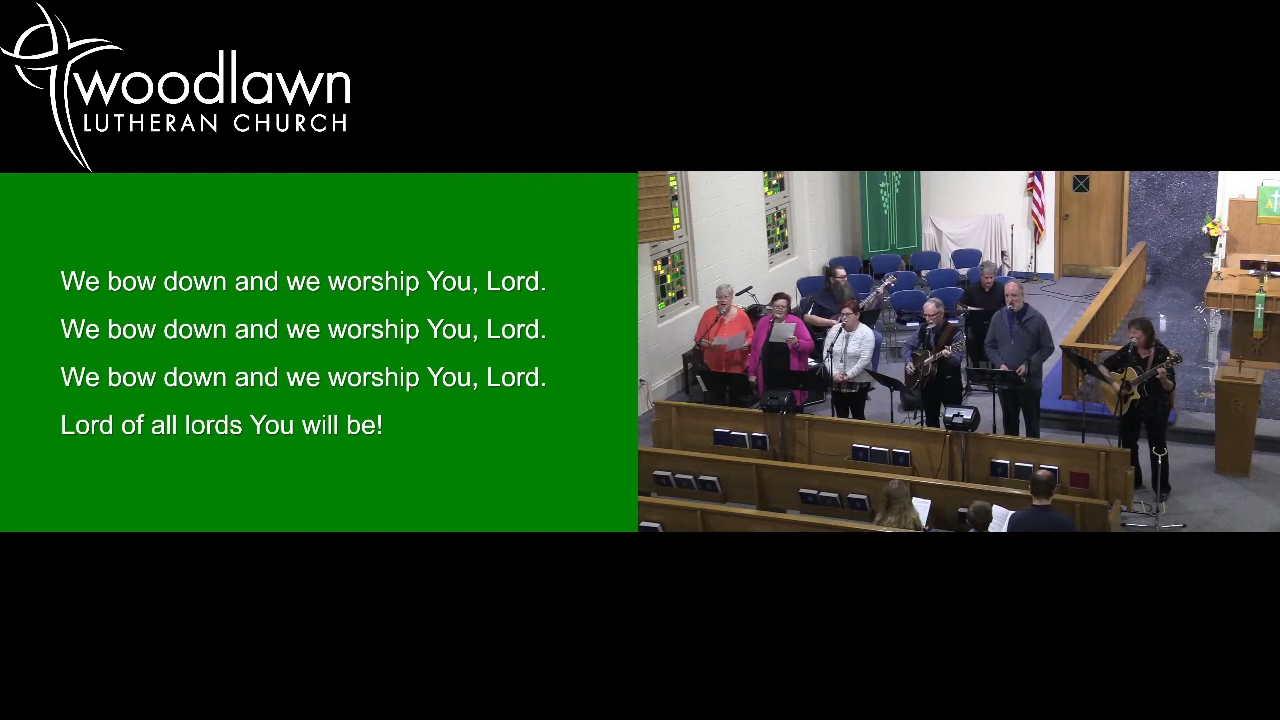 woodlawn
LUTHERAN CHURCH
We bow down and we worship You, Lord.
We bow down and we worship You, Lord.
We bow down and we worship You, Lord.
Lord of all lords You will be!